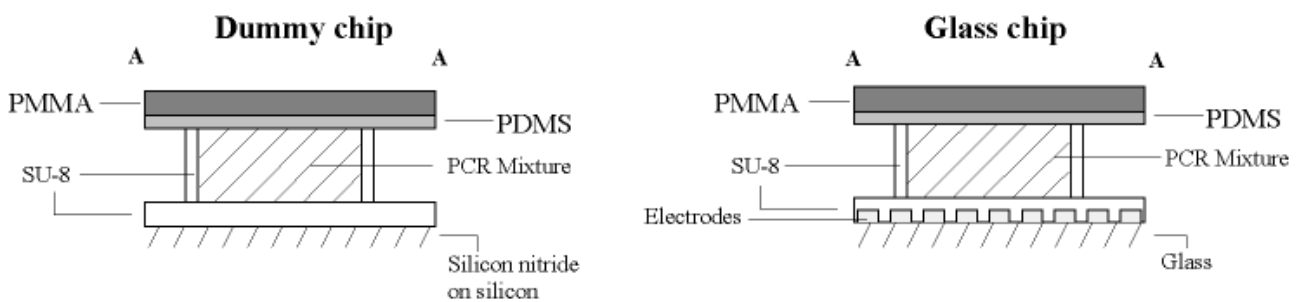 Dummy chip
A
A
PMMA
PDMS
SU-8
PCR Mixture
Silicon nitride
on silicon
Glass chip
A
A
PMMA
PDMS
SU-8
PCR Mixture
Electrodes
Glass